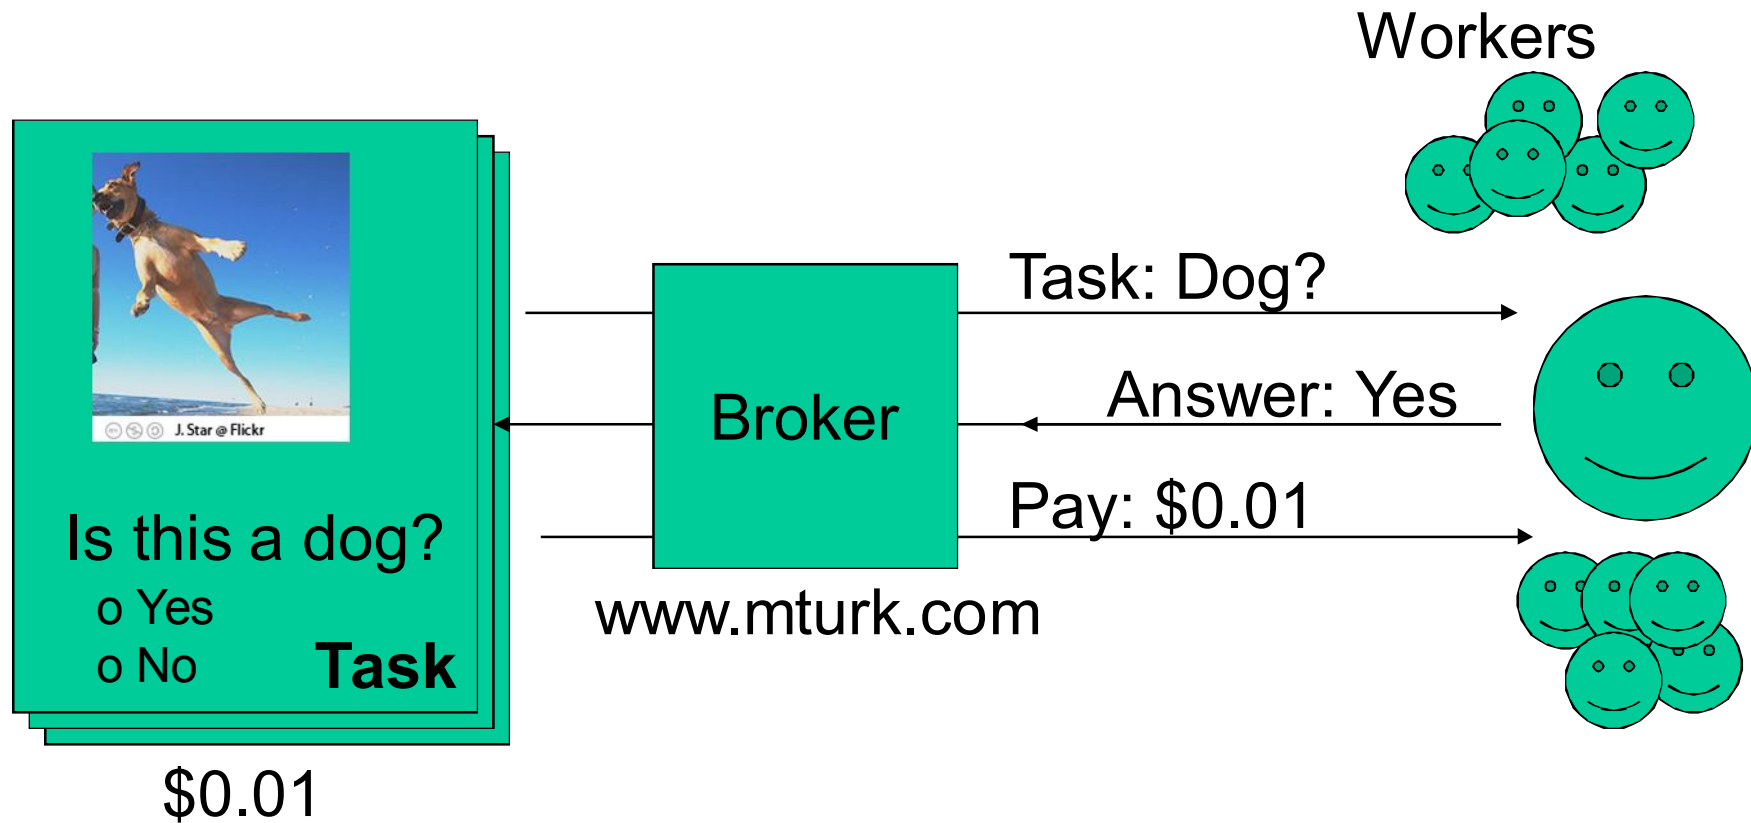 Workers
J. Star @ Flickr
Is this a dog?
o Yes
o No
Task
$0.01
Broker
www.mturk.com
Task: Dog?
Answer: Yes
Pay: $0.01